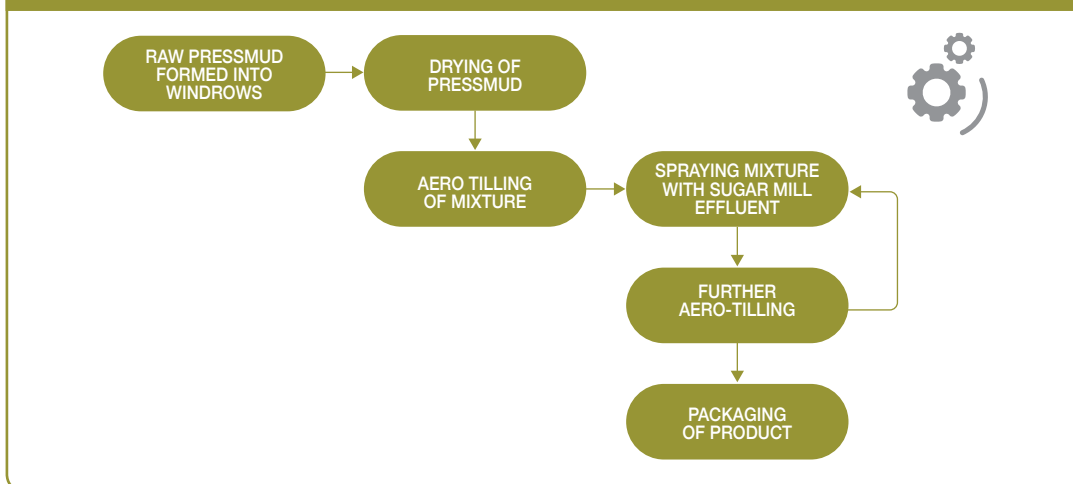 RAW PRESSMUD
FORMED INTO
WINDROWS
DRYING OF
PRESSMUD
AERO TILLING
OF MIXTURE
SPRAYING MIXTURE
WITH SUGAR MILL
EFFLUENT
FURTHER
AERO-TILLING
PACKAGING
OF PRODUCT